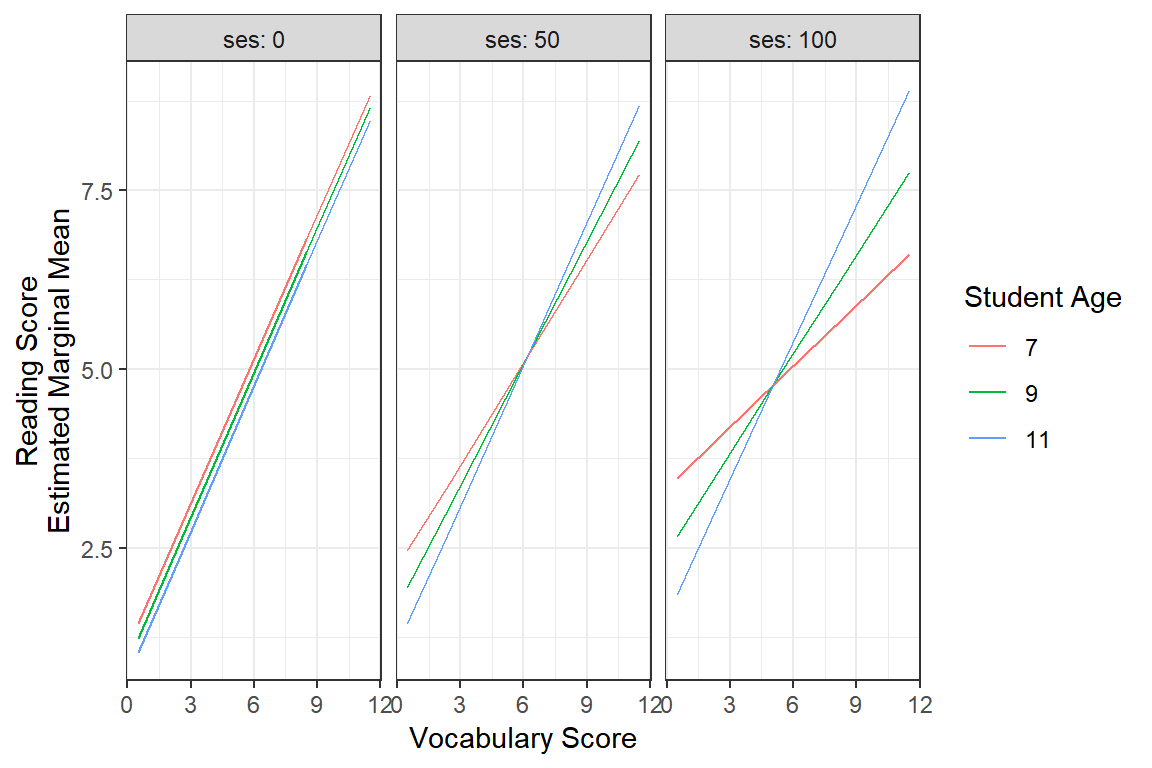 ses: 0
ses: 50
ses: 100
Reading Score
Estimated Marginal Mean
7.5
5.0
2.5
0 3 6 9 12
0 3 6 9 12
0 3 6 9 12
Vocabulary Score
Student Age
7
9
11